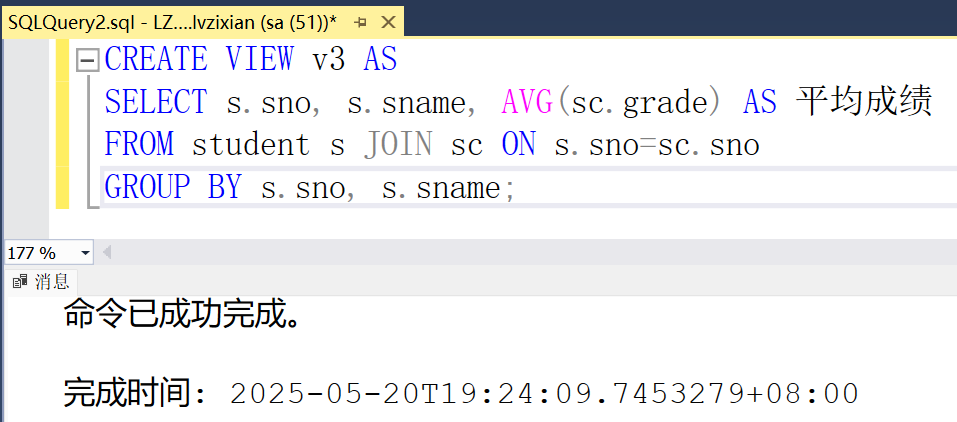 SQLQuery2.sql - LZ....lvzixian (sa (51))*
CREATE VIEW v3 AS
SELECT s.sno, s.sname, AVG(sc.grade) AS 平均成绩
FROM student s JOIN sc ON s.sno=sc.sno
GROUP BY s.sno, s.sname;
177 %
消息
命令已成功完成。
完成时间: 2025-05-20T19:24:09.7453279+08:00